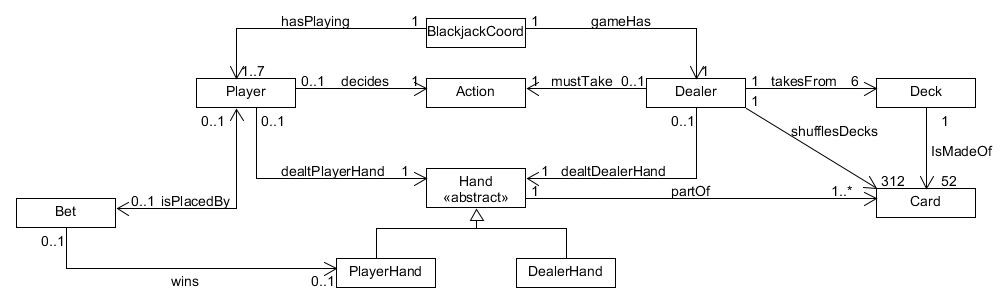 hasPlaying 1 BlackjackCoord 1 gameHas
1..7 1
Player 0..1 decides 1 Action 1 mustTake 0..1 Dealer 1 takesFrom 6 Deck
0..1 0..1 0..1 1 1
shufflesDecks
IsMadeOf
dealtPlayerHand 1 Hand 1 dealtDealerHand
«abstract» 1 partOf 1..* 312 52
0..1 isPlacedBy Card
Bet
0..1
wins 0..1 PlayerHand DealerHand